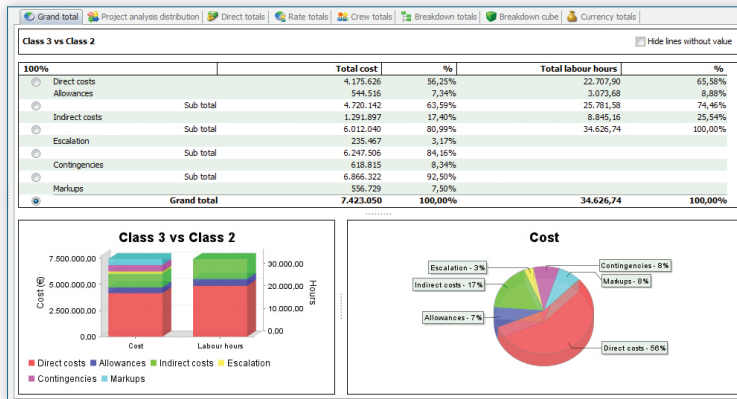 Grand total Project analysis distribution Direct totals Rate totals Crew totals Breakdown totals Breakdown cube Currency totals
Class 3 vs Class 2 Hide lines without value
100% Total cost % Total labour hours %
Direct costs 4.175.626 56,25% 22.707,90 65,58%
Allowances 544.516 7,34% 3.073,68 8,88%
Sub total 4.720.142 63,59% 25.781,58 74,46%
Indirect costs 1.291.897 17,40% 8.845,16 25,54%
Sub total 6.012.040 80,99% 34.626,74 100,00%
Escalation 235.467 3,17%
Sub total 6.247.506 84,16%
Contingencies 618.815 8,34%
Sub total 6.866.322 92,50%
Markups 556.729 7,50%
Grand total 7.423.050 100,00% 34.626,74 100,00%
Class 3 vs Class 2
Cost (€)
7.500.000,00
5.000.000,00
2.500.000,00
0,00
30.000,00
20.000,00
10.000,00
0,00
Hours
Cost Labour hours
Direct costs Allowances Indirect costs Escalation
Contingencies Markups
Cost
Escalation - 3%
Contingencies - 8%
Indirect costs - 17%
Markups - 8%
Allowances - 7%
Direct costs - 56%